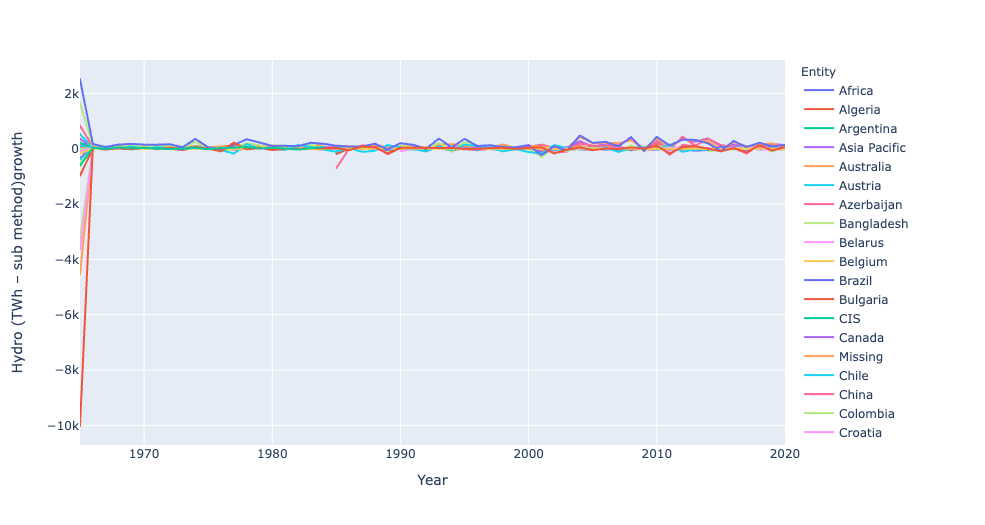 Entity
Africa
Algeria
Argentina
Asia Pacific
Australia
Austria
Azerbaijan
Bangladesh
Belarus
Belgium
Brazil
Bulgaria
CIS
Canada
Missing
Chile
China
Colombia
Croatia
2k
0
−2k
−4k
−6k
−8k
−10k
Hydro (TWh – sub method)growth
1970 1980 1990 2000 2010 2020
Year